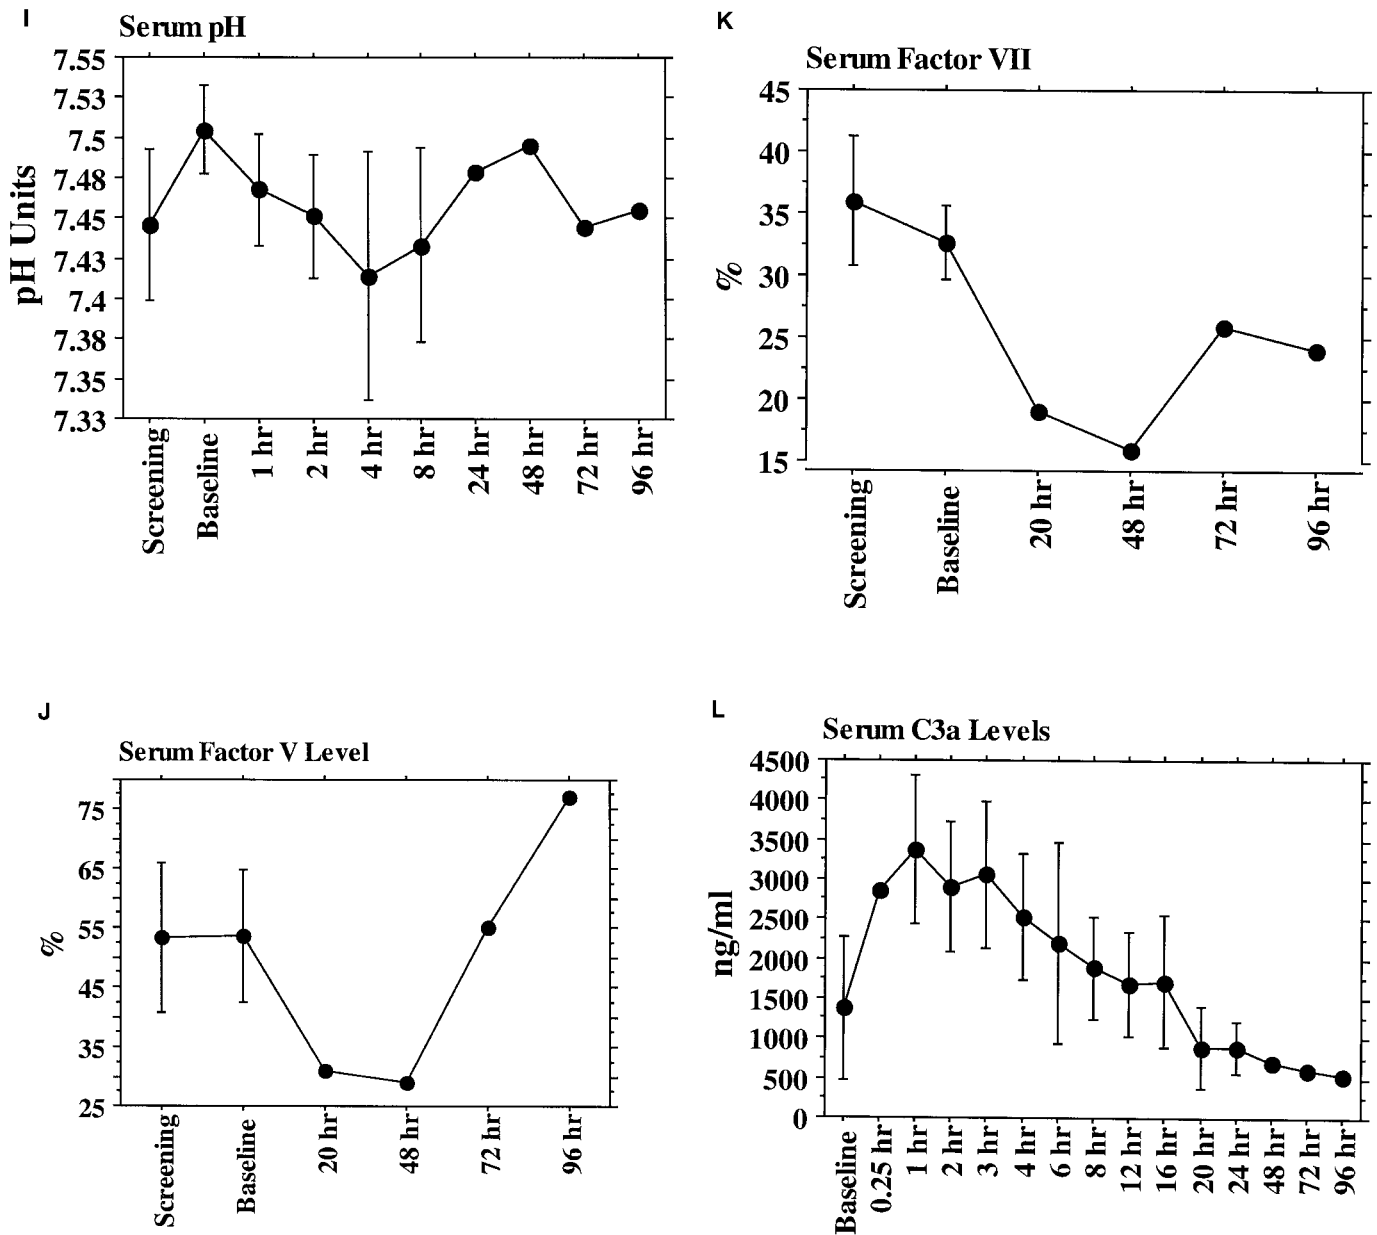 I
Serum pH
7.55
7.53
7.5
7.48
7.45
7.43
7.4
7.38
7.35
7.33
pH Units
Screening
Baseline
1 hr
2 hr
4 hr
8 hr
24 hr
48 hr
72 hr
96 hr
K
Serum Factor VII
45
40
35
30
25
20
15
%
Screening
Baseline
20 hr
48 hr
72 hr
96 hr
J
Serum Factor V Level
75
65
55
45
35
25
%
Screening
Baseline
20 hr
48 hr
72 hr
96 hr
L
Serum C3a Levels
4500
4000
3500
3000
2500
2000
1500
1000
500
0
ng/ml
Baseline
0.25 hr
1 hr
2 hr
3 hr
4 hr
6 hr
8 hr
12 hr
16 hr
20 hr
24 hr
48 hr
72 hr
96 hr